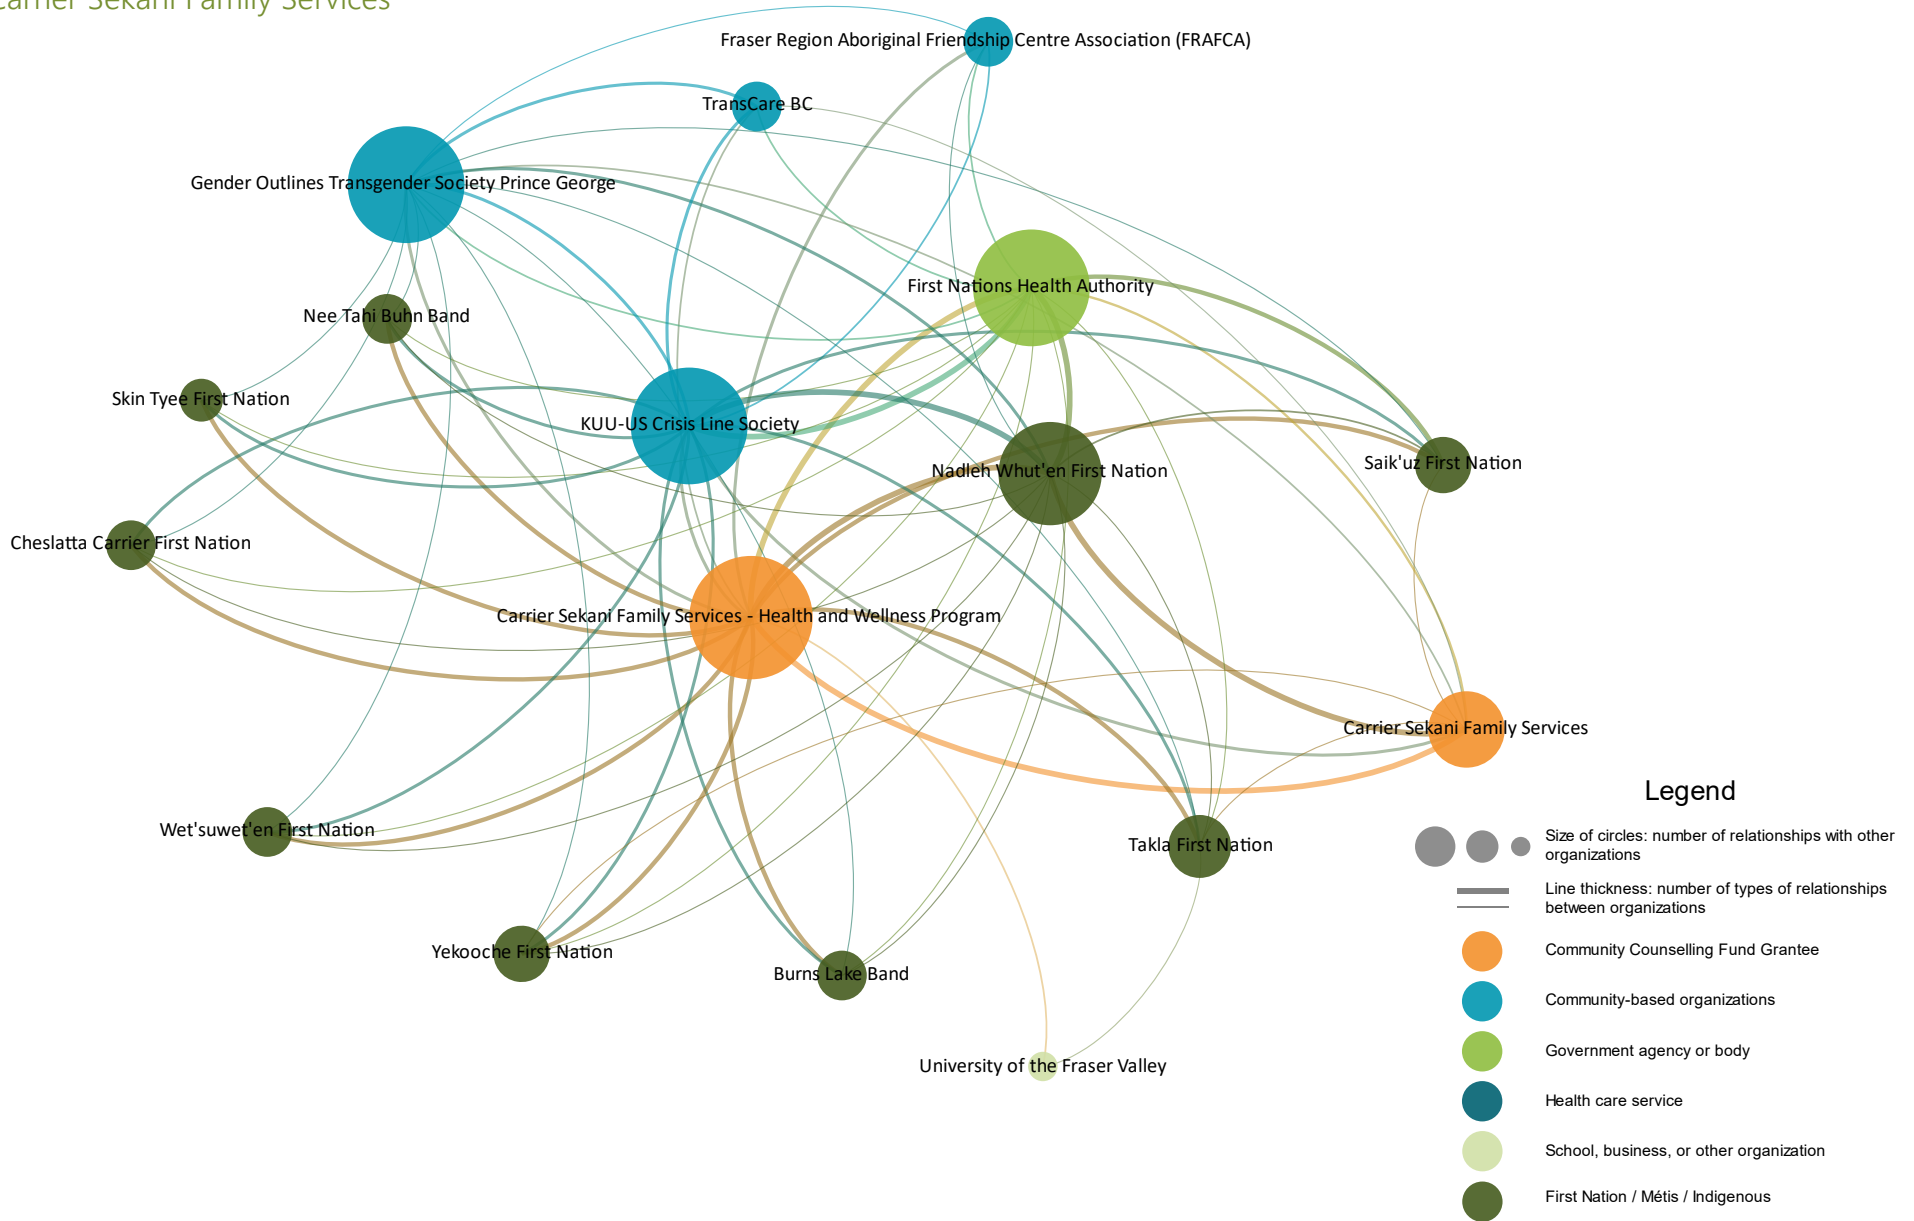 Carrier Sekani Family Services
Fraser Region Aboriginal Friendship Centre Association (FRAFCA)
TransCare BC
Gender Outlines Transgender Society Prince George
First Nations Health Authority
Nee Tahi Buhn Band
Skin Tyee First Nation
KUU-US Crisis Line Society
Nadleh Whut'en First Nation
Saik'uz First Nation
Cheslatta Carrier First Nation
Carrier Sekani Family Services - Health and Wellness Program
Carrier Sekani Family Services
Wet'suwet'en First Nation
Takla First Nation
Yekooche First Nation
Burns Lake Band
University of the Fraser Valley
Legend
Size of circles: number of relationships with other
organizations
Line thickness: number of types of relationships
between organizations
Community Counselling Fund Grantee
Community-based organizations
Government agency or body
Health care service
School, business, or other organization
First Nation / Métis / Indigenous